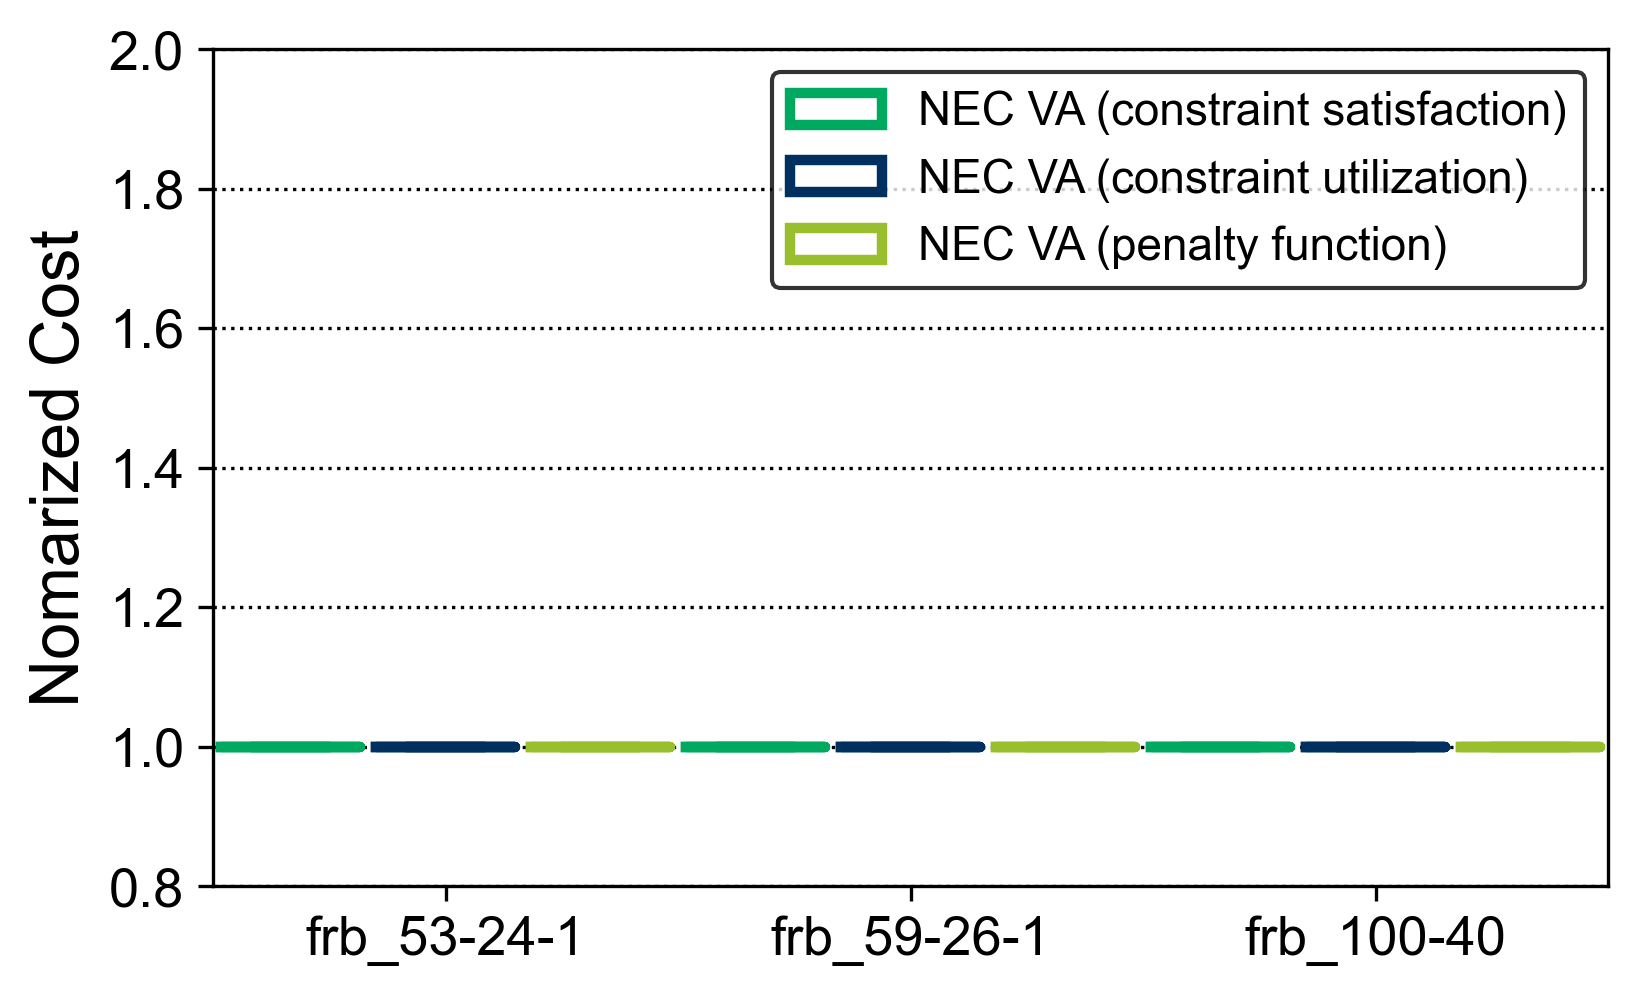 2.0
1.8
1.6
1.4
1.2
1.0
0.8
Nomarized Cost
NEC VA (constraint satisfaction)
NEC VA (constraint utilization)
NEC VA (penalty function)
frb_53-24-1
frb_59-26-1
frb_100-40